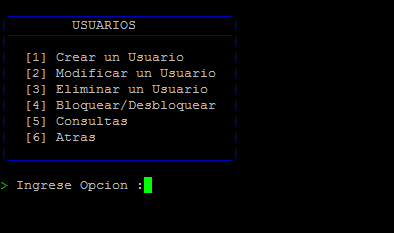 USUARIOS
[1] Crear un Usuario
[2] Modificar un Usuario
[3] Eliminar un Usuario
[4] Bloquear/Desbloquear
[5] Consultas
[6] Atras
> Ingrese Opcion :